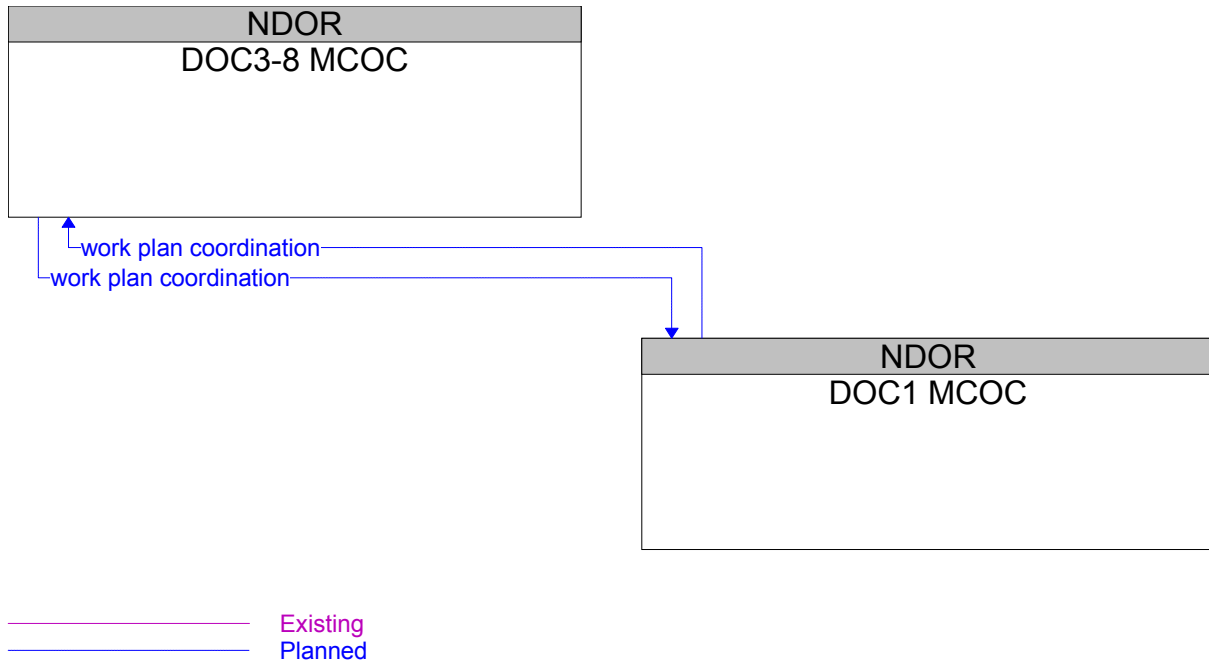 NDOR
DOC3-8 MCOC
work plan coordination
work plan coordination
NDOR
DOC1 MCOC
Existing
Planned